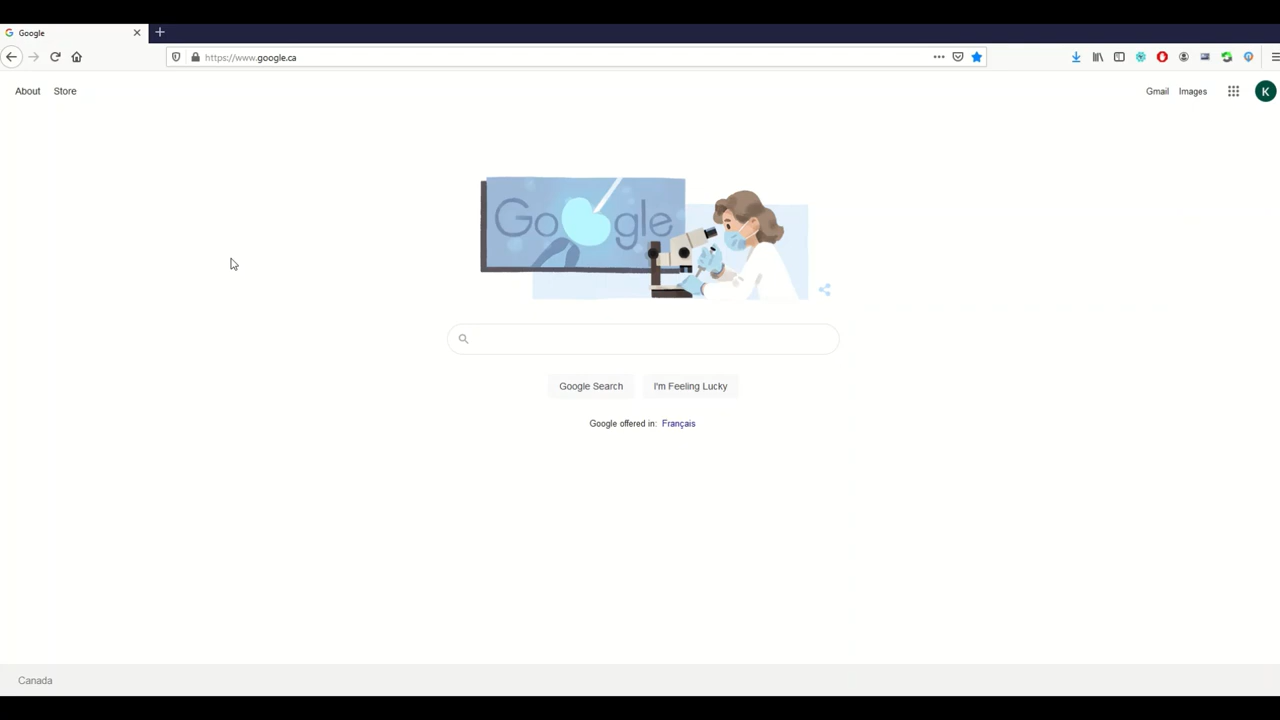 Google
https://www.google.ca
About Store
Gmail Images K
Google
Google Search I'm Feeling Lucky
Google offered in: Français
Canada